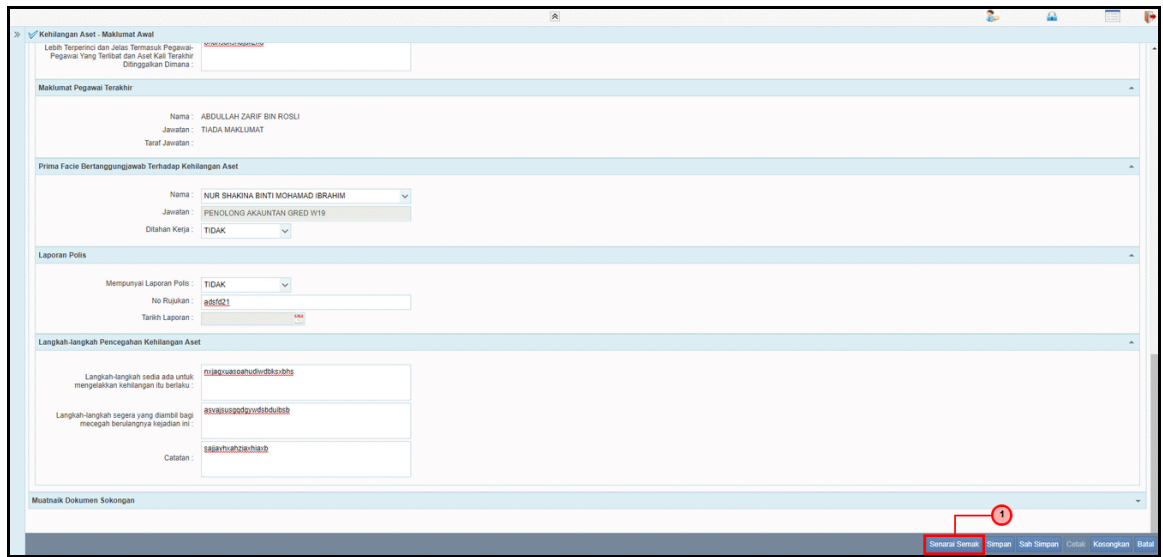 Kehilangan Aset - Maklumat Awal
Lebih Terperinci dan Jelas Termasuk Pegawai-
Pegawai Yang Terlibat dan Aset Kali Terakhir
Ditinggalkan Dimana :
Maklumat Pegawai Terakhir
Nama : ABDULLAH ZARIF BIN ROSLI
Jawatan : TIADA MAKLUMAT
Taraf Jawatan :
Prima Facie Bertanggungjawab Terhadap Kehilangan Aset
Nama : NUR SHAKINA BINTI MOHAMAD IBRAHIM
Jawatan : PENOLONG AKAUNTAN GRED W19
Ditahan Kerja : TIDAK
Laporan Polis
Mempunyai Laporan Polis : TIDAK
No Rujukan : adsfd21
Tarikh Laporan :
Langkah-langkah Pencegahan Kehilangan Aset
Langkah-langkah sedia ada untuk
mengelakkan kehilangan itu berlaku :
nxjagxuasoahudiwdbksxbhs
Langkah-langkah segera yang diambil bagi
mecegah berulangnya kejadian ini :
asvajsusgqdgywdsbduibsb
Catatan : sajjavhxahziaxhiaxb
Muatnaik Dokumen Sokongan
1
Senarai Semak Simpan Sah Simpan Cetak Kosongkan Batal